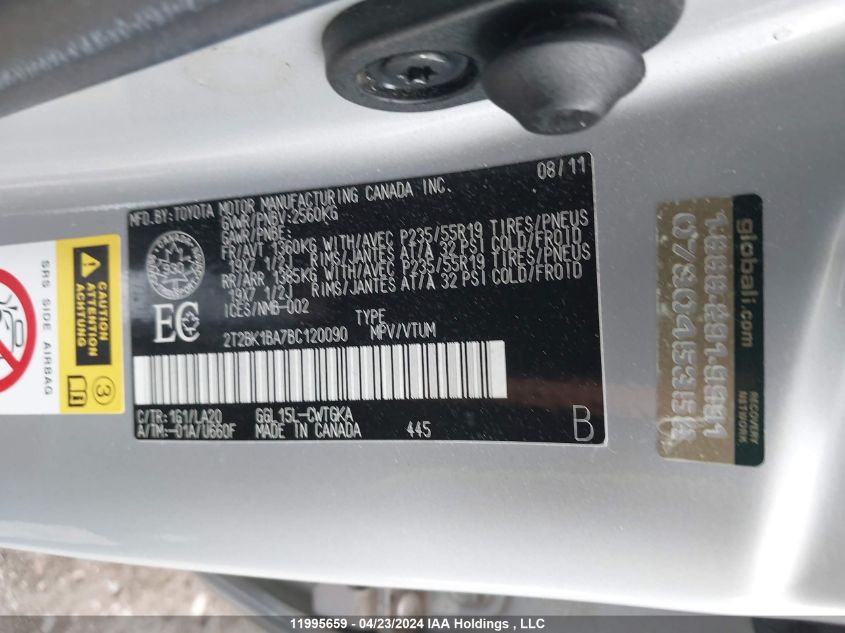 MFD.BY:TOYOTA MOTOR MANUFACTURING CANADA INC. 08/11
GVWR/PNBV:2560KG
GAWR/PNBE:
FR/AVT 1360KG WITH/AVEC P235/55R19 TIRES/PNEUS
19X7 1/2J RIMS/JANTES AT/A 32 PSI COLD/FROID
RR/ARR 1385KG WITH/AVEC P235/55R19 TIRES/PNEUS
19X7 1/2J RIMS/JANTES AT/A 32 PSI COLD/FROID
ICES/NMB-002
TYPE
EC 2T2BK1BA7BC120090 MPV/VTUM
C/TR:1G1/LA20 GGL15L-CWTGKA
A/TM:-01A/U660F MADE IN CANADA 445 B
SRS SIDE AIRBAG
CAUTION
ATTENTION
ACHTUNG
3
globali.com
RECOVERY
NETWORK
11995659 - 04/23/2024 IAA Holdings , LLC